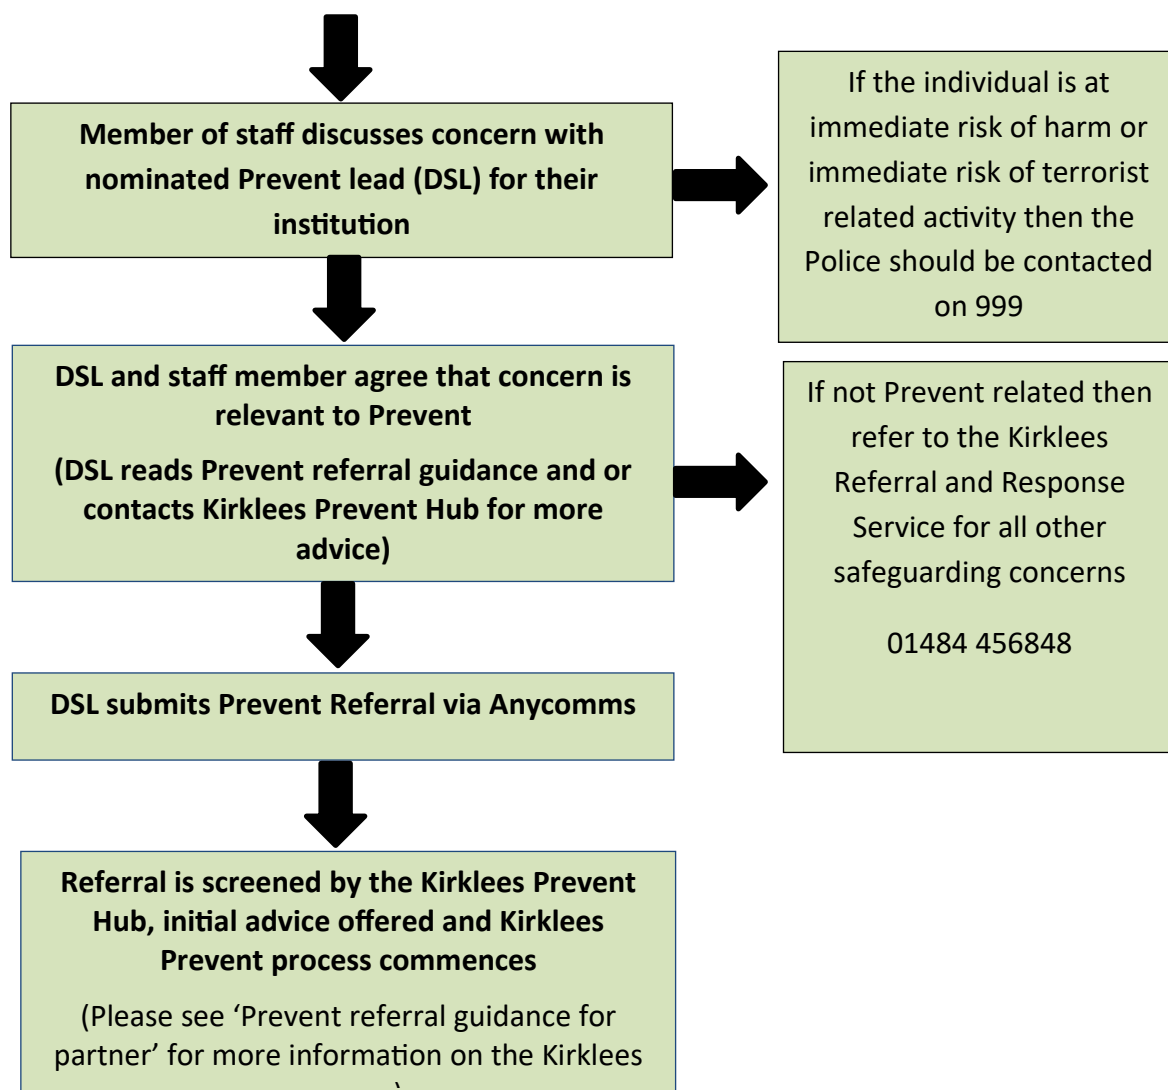 Member of staff discusses concern with
nominated Prevent lead (DSL) for their
institution
If the individual is at
immediate risk of harm or
immediate risk of terrorist
related activity then the
Police should be contacted
on 999
DSL and staff member agree that concern is
relevant to Prevent
(DSL reads Prevent referral guidance and or
contacts Kirklees Prevent Hub for more
advice)
If not Prevent related then
refer to the Kirklees
Referral and Response
Service for all other
safeguarding concerns
01484 456848
DSL submits Prevent Referral via Anycomms
Referral is screened by the Kirklees Prevent
Hub, initial advice offered and Kirklees
Prevent process commences
(Please see ‘Prevent referral guidance for
partner’ for more information on the Kirklees